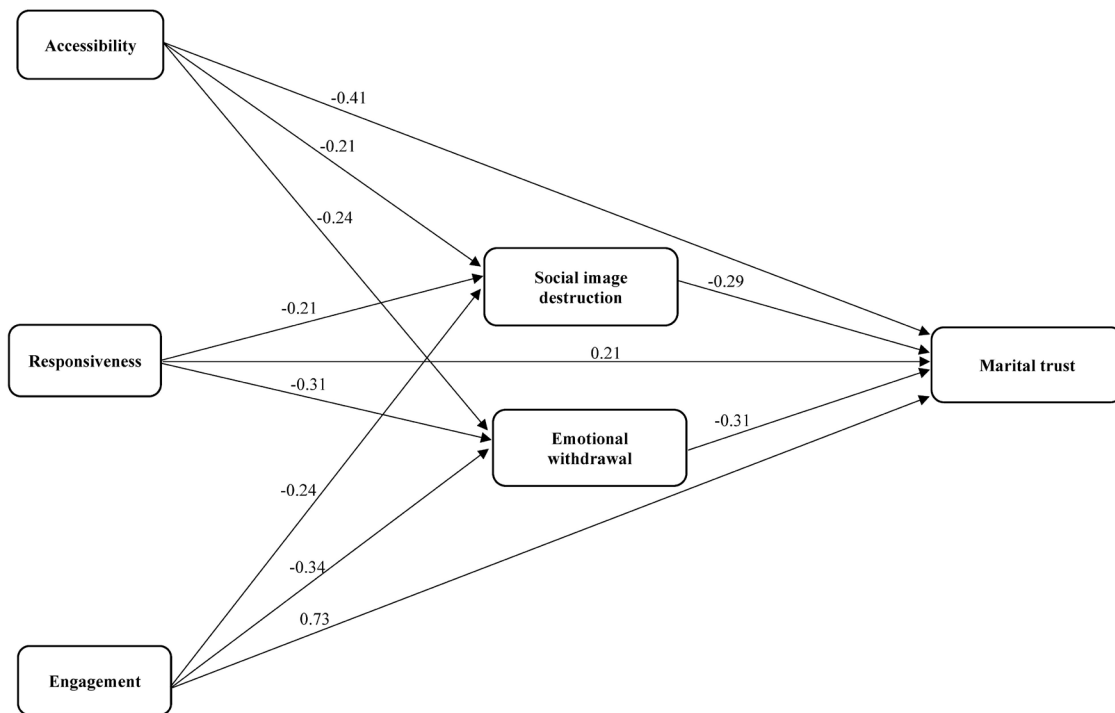 Accessibility
-0.41
-0.21
-0.24
Social image
destruction
-0.29
-0.21
0.21
Responsiveness
Marital trust
-0.31
Emotional
withdrawal
-0.31
-0.24
-0.34
0.73
Engagement